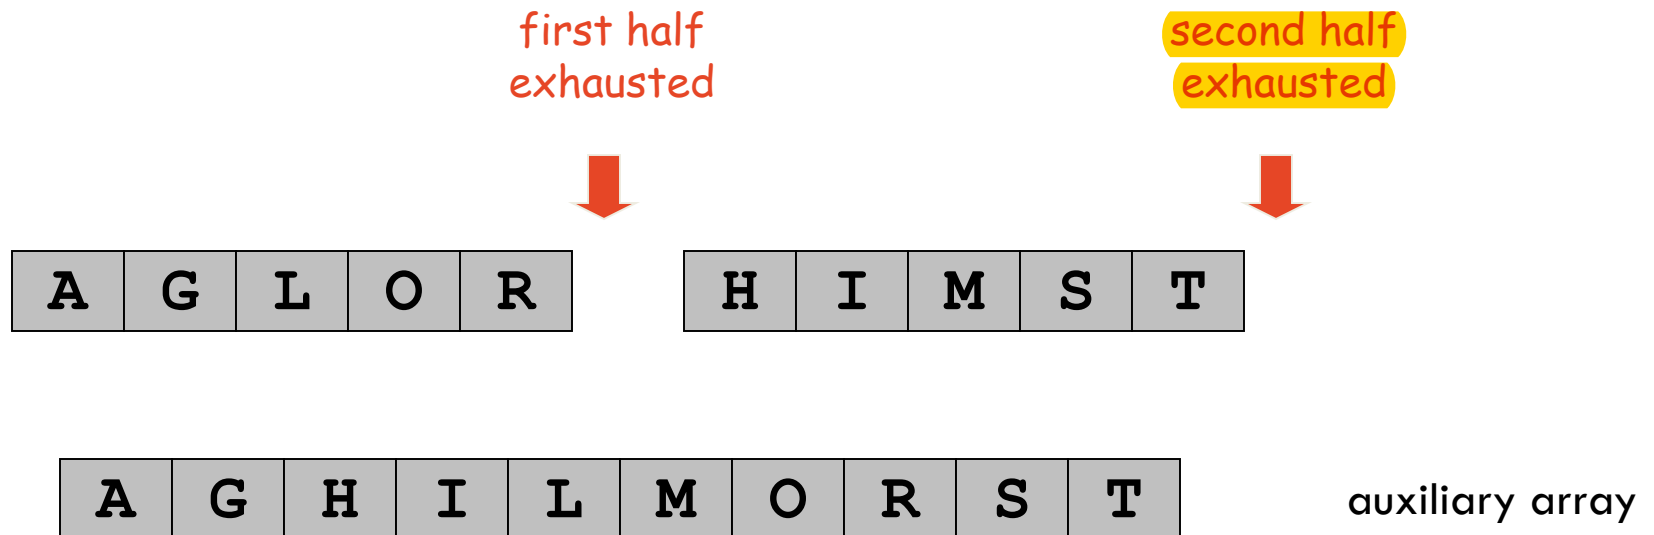 first half
exhausted
second half
exhausted
A G L O R
H I M S T
A G H I L M O R S T
auxiliary array